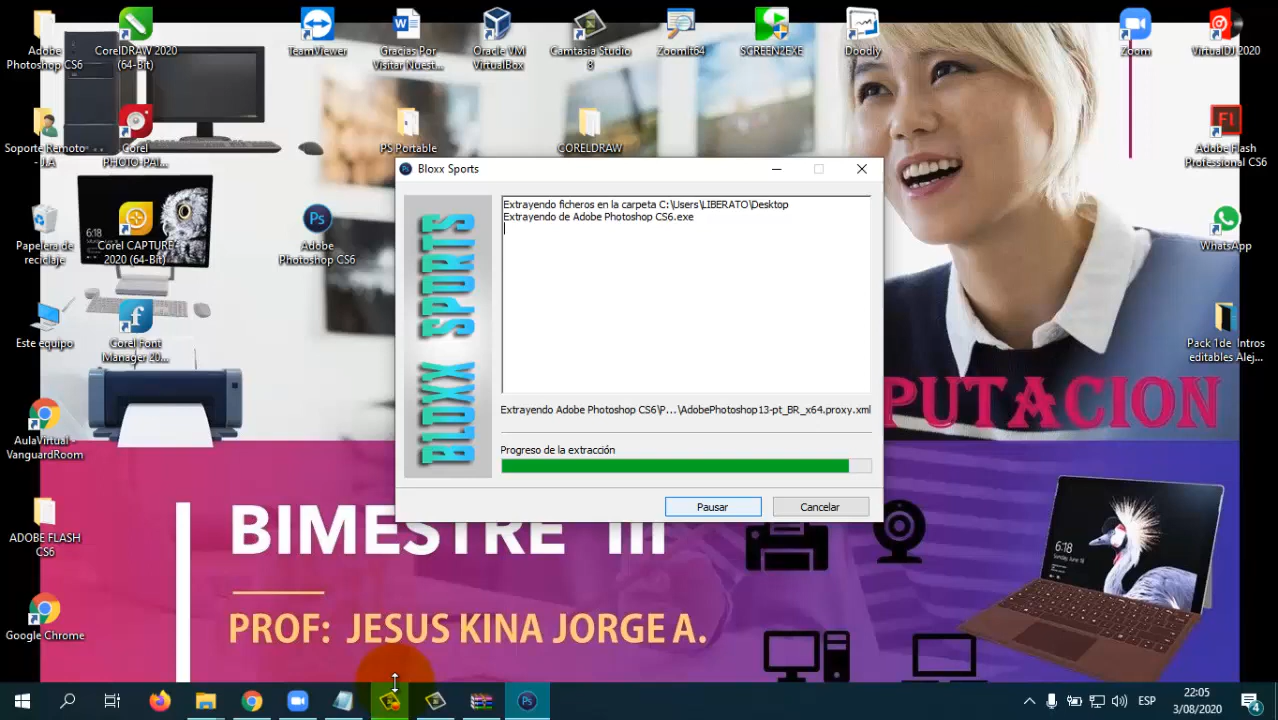 Adobe
Photoshop CS6
CorelDRAW 2020
(64-Bit)
TeamViewer
Gracias Por
Visitar Nuest...
Oracle VM
VirtualBox
Camtasia Studio
8
ZoomIt64
SCREEN2EXE
Doodly
Zoom
VirtualDJ 2020
Soporte Remoto
- J.A
Corel
PHOTO-PAI...
PS Portable
CORELDRAW
Adobe Flash
Professional CS6
Papelera de
reciclaje
Corel CAPTURE
2020 (64-Bit)
Adobe
Photoshop CS6
WhatsApp
Este equipo
Corel Font
Manager 20...
Pack 1de Intros
editables Alej...
AulaVirtual -
VanguardRoom
ADOBE FLASH
CS6
Google Chrome
6:18
Bloxx Sports
BLOXX SPORTS
Extrayendo ficheros en la carpeta C:\Users\LIBERATO\Desktop
Extrayendo de Adobe Photoshop CS6.exe
Extrayendo Adobe Photoshop CS6\P...\AdobePhotoshop13-pt_BR_x64.proxy.xml
Progreso de la extracción
Pausar
Cancelar
PUTACION
BIMESTRE III
PROF: JESUS KINA JORGE A.
6:18
ESP
22:05
3/08/2020
4